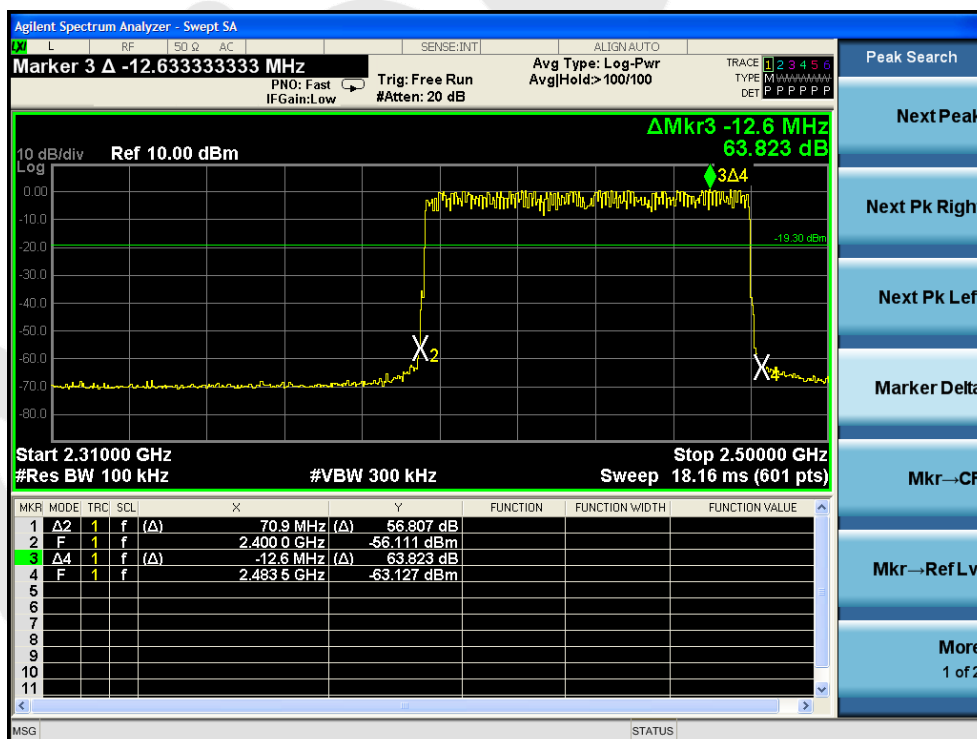 Agilent Spectrum Analyzer - Swept SA
LXI L RF 50 Ω AC SENSE:INT ALIGN AUTO
Marker 3 Δ -12.633333333 MHz
PNO: Fast
IFGain:Low
Trig: Free Run
#Atten: 20 dB
Avg Type: Log-Pwr
Avg|Hold:>100/100
TRACE 1 2 3 4 5 6
TYPE M
DET P P P P P P
ΔMkr3 -12.6 MHz
63.823 dB
10 dB/div Ref 10.00 dBm
Log
3Δ4
0.00
-10.0
-19.30 dBm
-20.0
-30.0
-40.0
-50.0
2
-60.0
4
-70.0
-80.0
Start 2.31000 GHz Stop 2.50000 GHz
#Res BW 100 kHz #VBW 300 kHz Sweep 18.16 ms (601 pts)
MKR MODE TRC SCL X Y FUNCTION FUNCTION WIDTH FUNCTION VALUE
1 Δ2 1 f (Δ) 70.9 MHz (Δ) 56.807 dB
2 F 1 f 2.400 0 GHz -56.111 dBm
3 Δ4 1 f (Δ) -12.6 MHz (Δ) 63.823 dB
4 F 1 f 2.483 5 GHz -63.127 dBm
5
6
7
8
9
10
11
MSG STATUS
Peak Search
Next Peak
Next Pk Righ
Next Pk Lef
Marker Delta
Mkr→CF
Mkr→Ref Lv
More
1 of 2